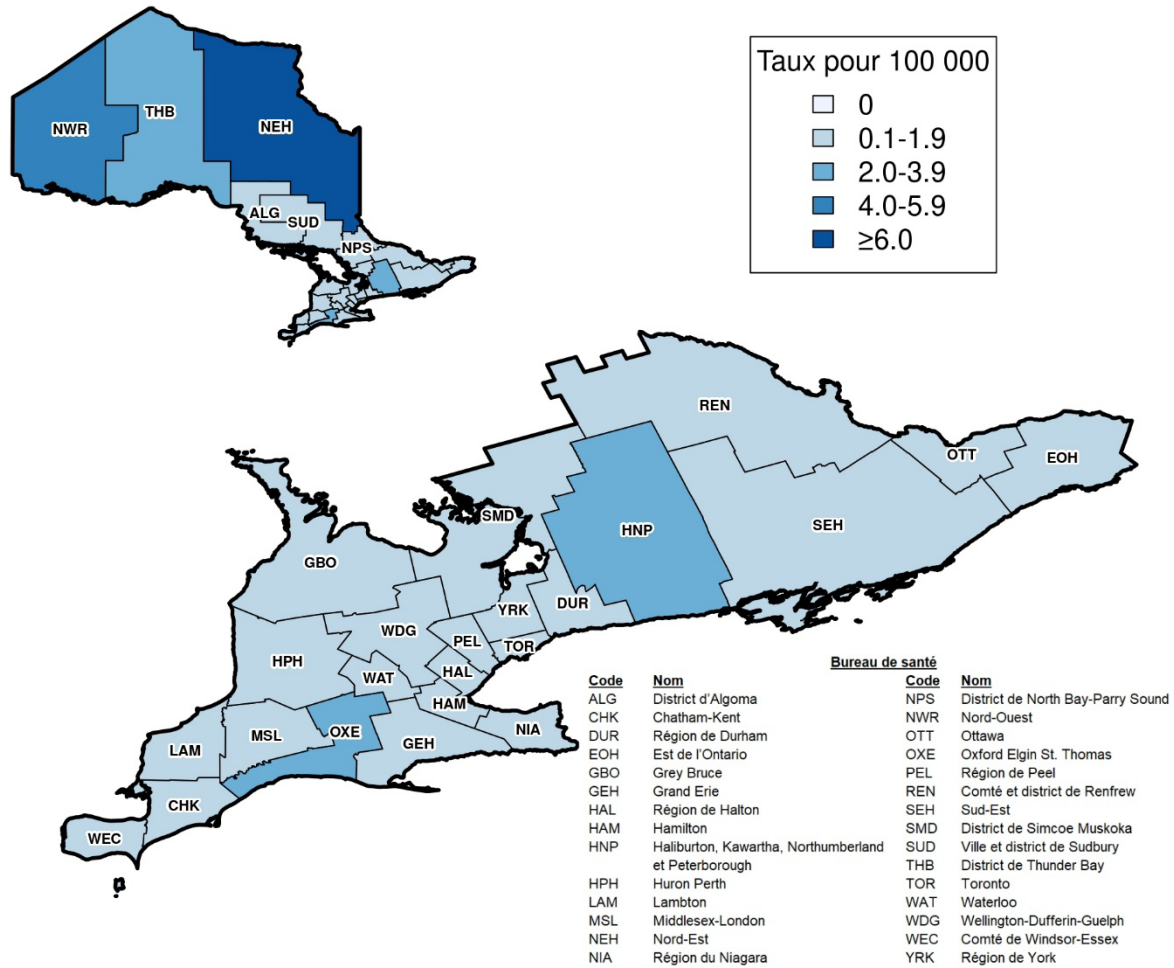 Taux pour 100 000
0
0.1-1.9
2.0-3.9
4.0-5.9
≥6.0
NWR
THB
NEH
ALG
SUD
NPS
REN
OTT
EOH
SMD
HNP
SEH
GBO
YRK
DUR
WDG
PEL
TOR
HPH
HAL
WAT
HAM
OXE
MSL
GEH
NIA
LAM
CHK
WEC
Bureau de santé
Code Nom
ALG District d'Algoma
CHK Chatham-Kent
DUR Région de Durham
EOH Est de l'Ontario
GBO Grey Bruce
GEH Grand Erie
HAL Région de Halton
HAM Hamilton
HNP Haliburton, Kawartha, Northumberland
et Peterborough
HPH Huron Perth
LAM Lambton
MSL Middlesex-London
NEH Nord-Est
NIA Région du Niagara
Code Nom
NPS District de North Bay-Parry Sound
NWR Nord-Ouest
OTT Ottawa
OXE Oxford Elgin St. Thomas
PEL Région de Peel
REN Comté et district de Renfrew
SEH Sud-Est
SMD District de Simcoe Muskoka
SUD Ville et district de Sudbury
THB District de Thunder Bay
TOR Toronto
WAT Waterloo
WDG Wellington-Dufferin-Guelph
WEC Comté de Windsor-Essex
YRK Région de York